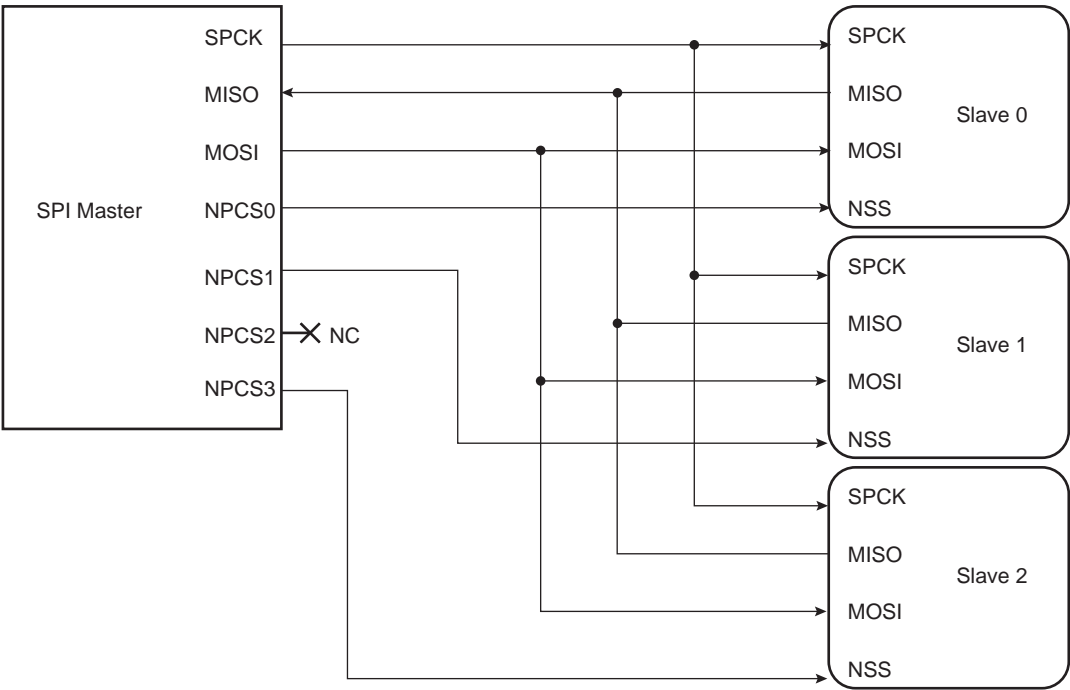 SPI Master
SPCK
MISO
MOSI
NPCS0
NPCS1
NPCS2
NC
NPCS3
SPCK
MISO
Slave 0
MOSI
NSS
SPCK
MISO
Slave 1
MOSI
NSS
SPCK
MISO
Slave 2
MOSI
NSS